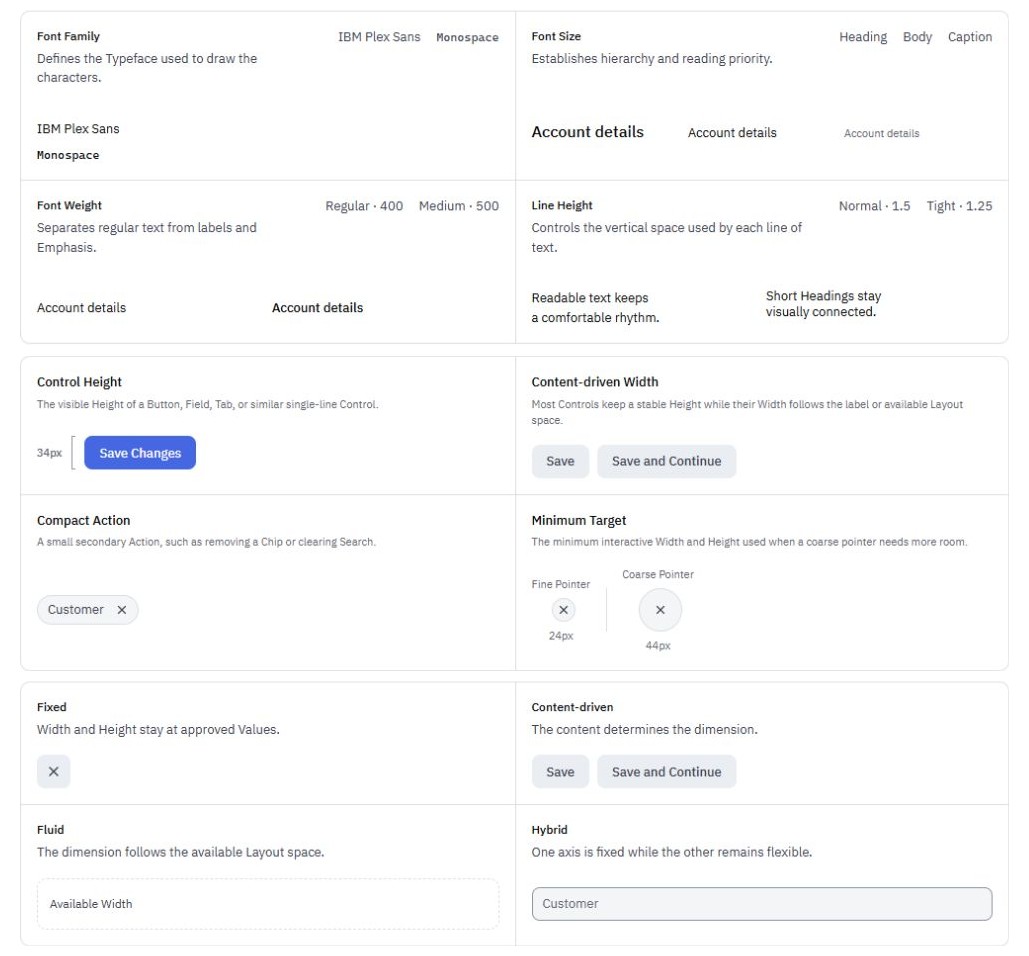 Font Family
IBM Plex Sans Monospace
Defines the Typeface used to draw the
characters.
IBM Plex Sans
Monospace
Font Size
Heading Body Caption
Establishes hierarchy and reading priority.
Account details Account details Account details
Font Weight
Regular · 400 Medium · 500
Separates regular text from labels and
Emphasis.
Account details Account details
Line Height
Normal · 1.5 Tight · 1.25
Controls the vertical space used by each line of
text.
Readable text keeps
a comfortable rhythm.
Short Headings stay
visually connected.
Control Height
The visible Height of a Button, Field, Tab, or similar single-line Control.
34px
Save Changes
Content-driven Width
Most Controls keep a stable Height while their Width follows the label or available Layout
space.
Save Save and Continue
Compact Action
A small secondary Action, such as removing a Chip or clearing Search.
Customer
Minimum Target
The minimum interactive Width and Height used when a coarse pointer needs more room.
Fine Pointer
24px
Coarse Pointer
44px
Fixed
Width and Height stay at approved Values.
Content-driven
The content determines the dimension.
Save Save and Continue
Fluid
The dimension follows the available Layout space.
Available Width
Hybrid
One axis is fixed while the other remains flexible.
Customer